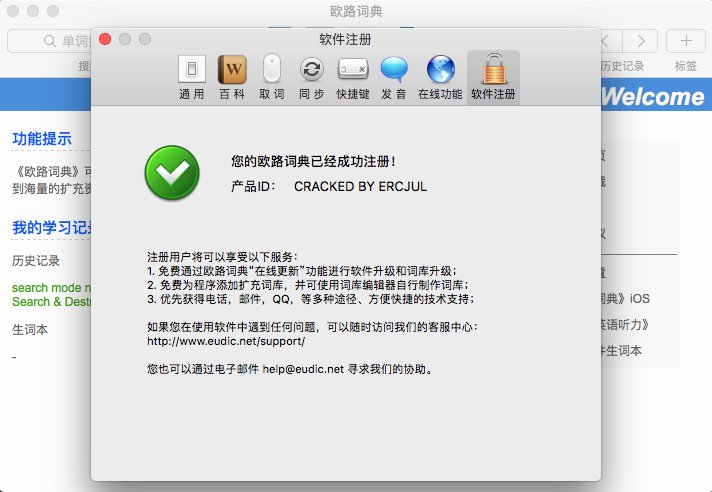 欧路词典
软件注册
单词
历史记录
标签
通用
百科
取词
同步
快捷键
发音
在线功能
软件注册
Welcome
功能提示
《欧路词典》可
到海量的扩充资
我的学习记录
历史记录
search mode n
Search & Destr
生词本
-
您的欧路词典已经成功注册!
产品ID: CRACKED BY ERCJUL
注册用户将可以享受以下服务:
1. 免费通过欧路词典“在线更新”功能进行软件升级和词库升级;
2. 免费为程序添加扩充词库,并可使用词库编辑器自行制作词库;
3. 优先获得电话,邮件,QQ,等多种途径、方便快捷的技术支持;
如果您在使用软件中遇到任何问题,可以随时访问我们的客服中心:
http://www.eudic.net/support/
您也可以通过电子邮件 help@eudic.net 寻求我们的协助。
词典》iOS
英语听力》
生词本